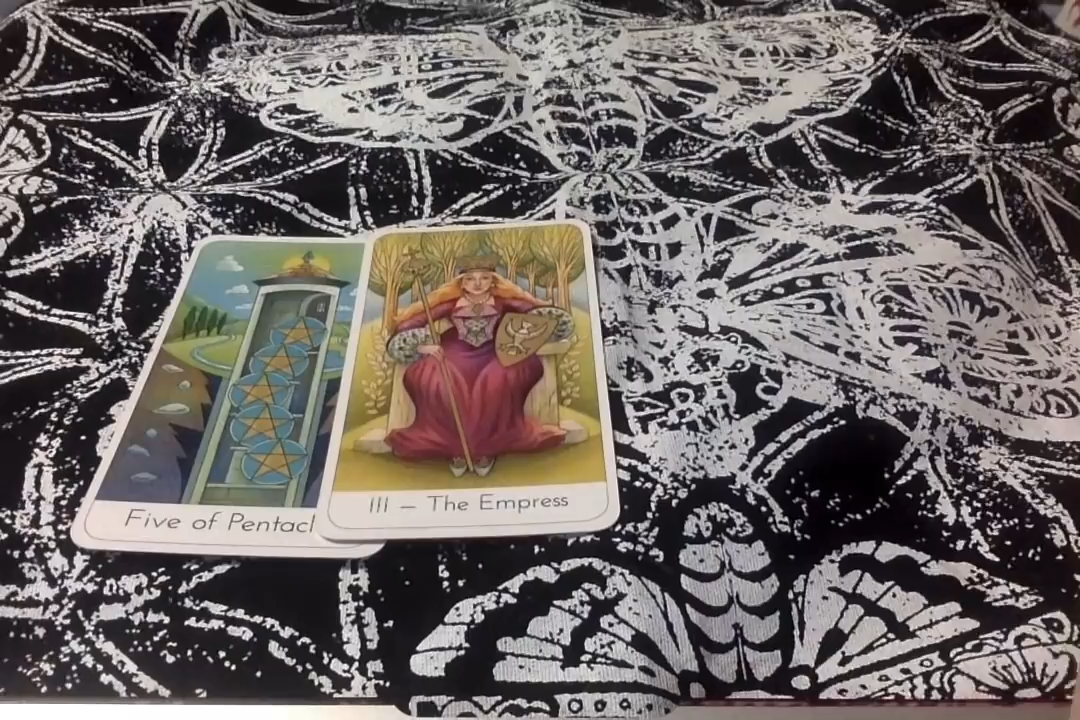 Five of Pentacl
III – The Empress